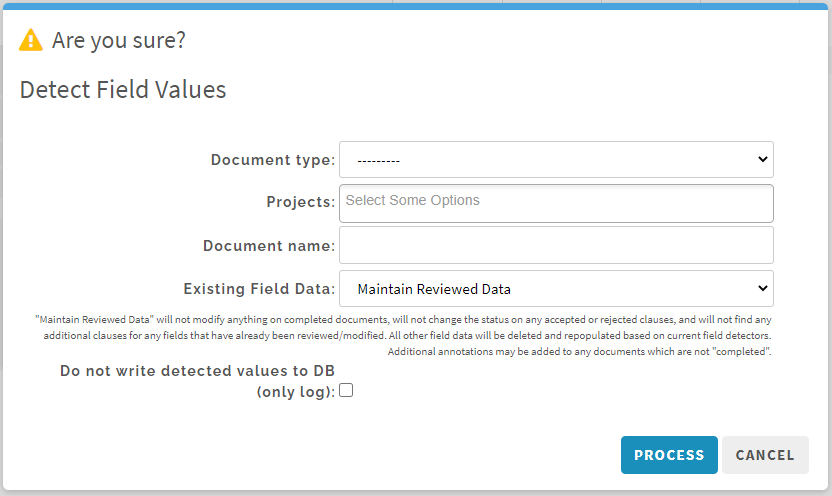 Are you sure?
Detect Field Values
Document type: ---------
Projects: Select Some Options
Document name:
Existing Field Data: Maintain Reviewed Data
"Maintain Reviewed Data" will not modify anything on completed documents, will not change the status on any accepted or rejected clauses, and will not find any
additional clauses for any fields that have already been reviewed/modified. All other field data will be deleted and repopulated based on current field detectors.
Additional annotations may be added to any documents which are not "completed".
Do not write detected values to DB
(only log):
PROCESS CANCEL